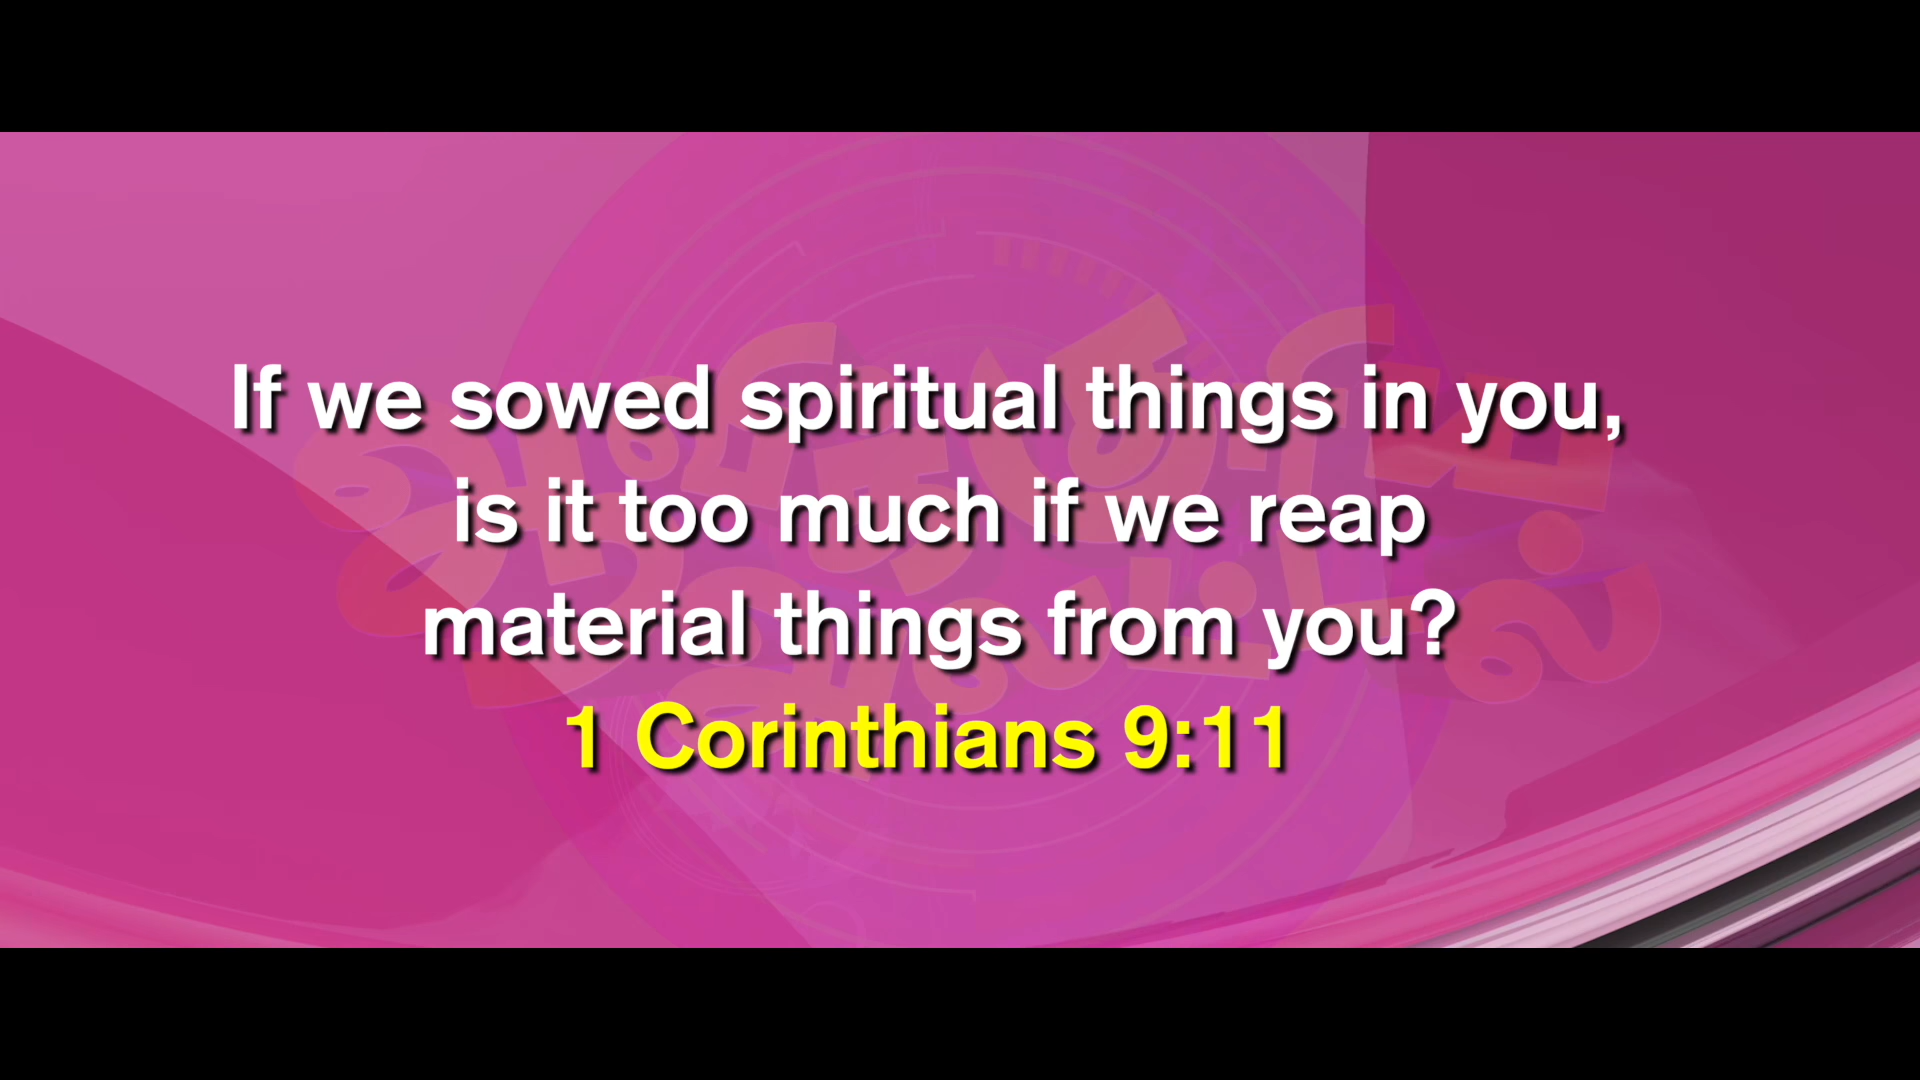 If we sowed spiritual things in you,
is it too much if we reap
material things from you?
1 Corinthians 9:11